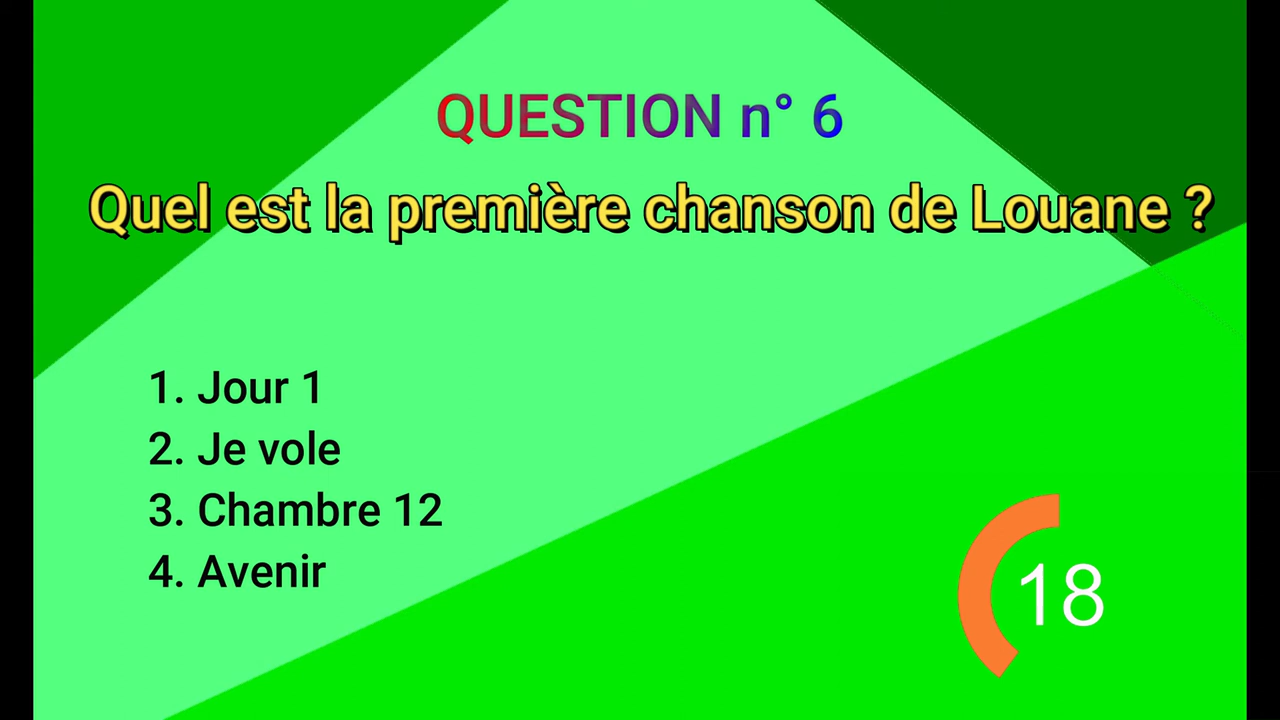 QUESTION n° 6
Quel est la première chanson de Louane ?
1. Jour 1
2. Je vole
3. Chambre 12
4. Avenir
18